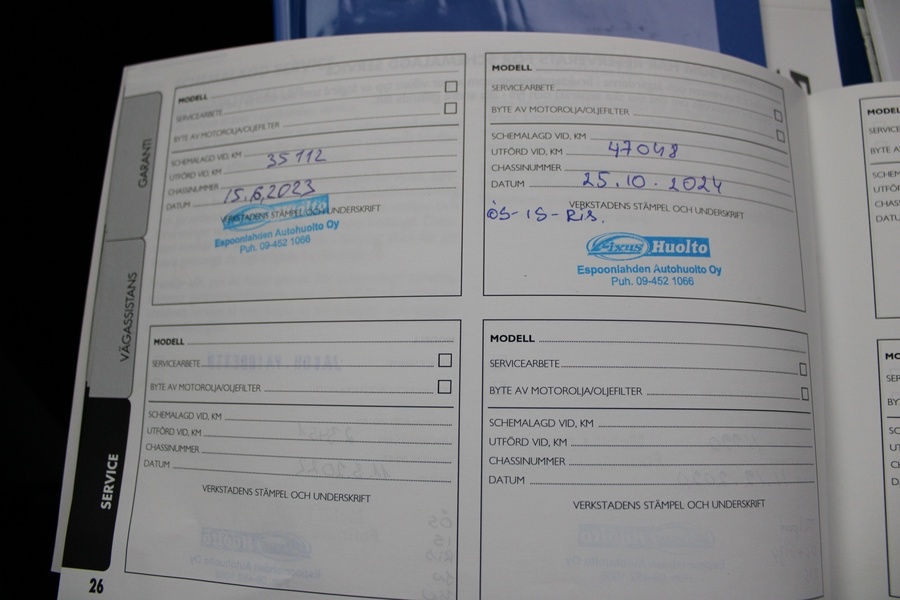 GARANTI
VÄGASSISTANS
SERVICE
26
MODELL
SERVICEARBETE
BYTE AV MOTOROLJA/OLJEFILTER
SCHEMALAGD VID, KM
UTFÖRD VID, KM 35 112
CHASSINUMMER
DATUM 15.6.2023
VERKSTADENS STÄMPEL OCH UNDERSKRIFT
Fixus Huolto
Espoonlahden Autohuolto Oy
Puh. 09-452 1066
MODELL
SERVICEARBETE
BYTE AV MOTOROLJA/OLJEFILTER
SCHEMALAGD VID, KM
UTFÖRD VID, KM 47048
CHASSINUMMER
DATUM 25.10.2024
VERKSTADENS STÄMPEL OCH UNDERSKRIFT
ÖS-IS-RIS.
Fixus Huolto
Espoonlahden Autohuolto Oy
Puh. 09-452 1066
MODELL
SERVICEARBETE
BYTE AV MOTOROLJA/OLJEFILTER
SCHEMALAGD VID, KM
UTFÖRD VID, KM
CHASSINUMMER
DATUM
VERKSTADENS STÄMPEL OCH UNDERSKRIFT
MODELL
SERVICEARBETE
BYTE AV MOTOROLJA/OLJEFILTER
SCHEMALAGD VID, KM
UTFÖRD VID, KM
CHASSINUMMER
DATUM
VERKSTADENS STÄMPEL OCH UNDERSKRIFT